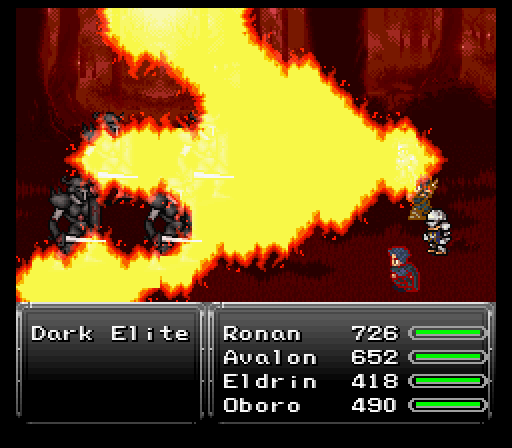 Dark Elite
Ronan 726
Avalon 652
Eldrin 418
Oboro 490